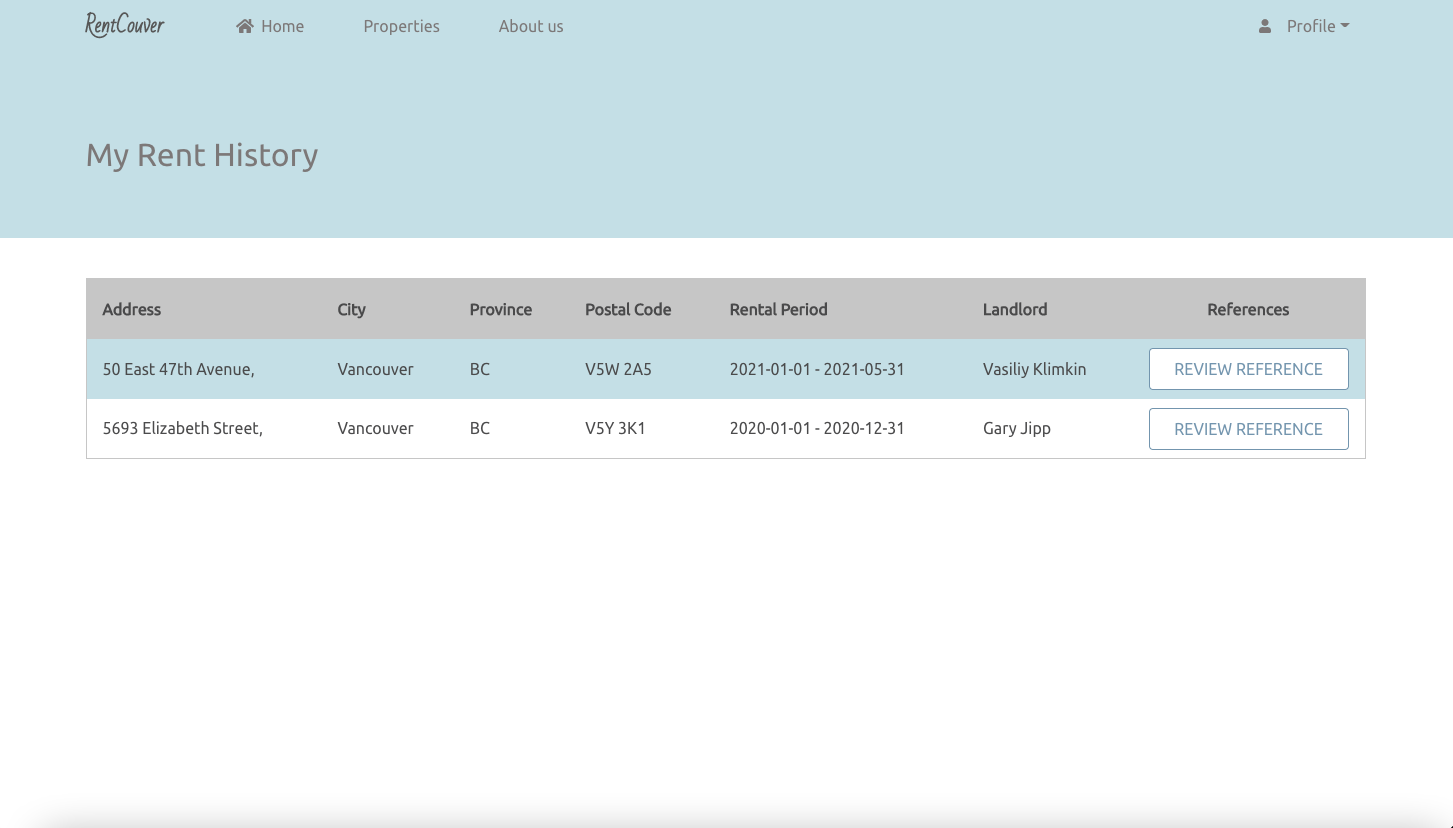 RentCouver Home Properties About us Profile
My Rent History
Address City Province Postal Code Rental Period Landlord References
50 East 47th Avenue, Vancouver BC V5W 2A5 2021-01-01 - 2021-05-31 Vasiliy Klimkin REVIEW REFERENCE
5693 Elizabeth Street, Vancouver BC V5Y 3K1 2020-01-01 - 2020-12-31 Gary Jipp REVIEW REFERENCE